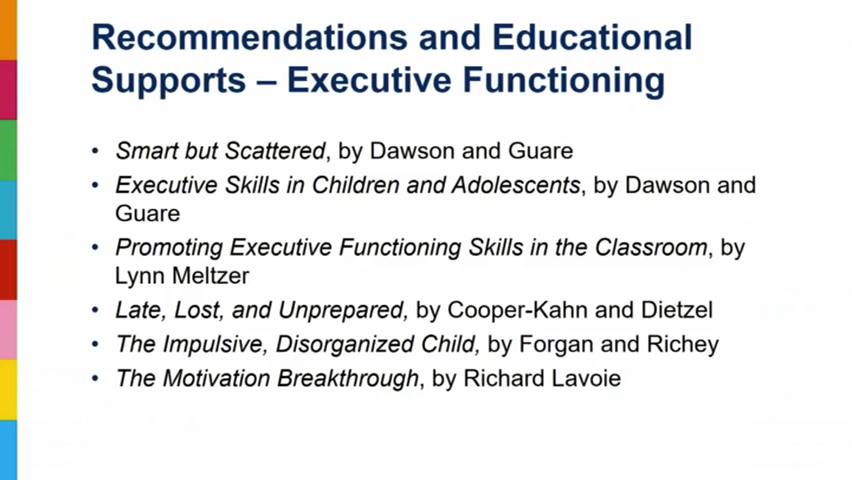 Recommendations and Educational
Supports – Executive Functioning
• Smart but Scattered, by Dawson and Guare
• Executive Skills in Children and Adolescents, by Dawson and
Guare
• Promoting Executive Functioning Skills in the Classroom, by
Lynn Meltzer
• Late, Lost, and Unprepared, by Cooper-Kahn and Dietzel
• The Impulsive, Disorganized Child, by Forgan and Richey
• The Motivation Breakthrough, by Richard Lavoie